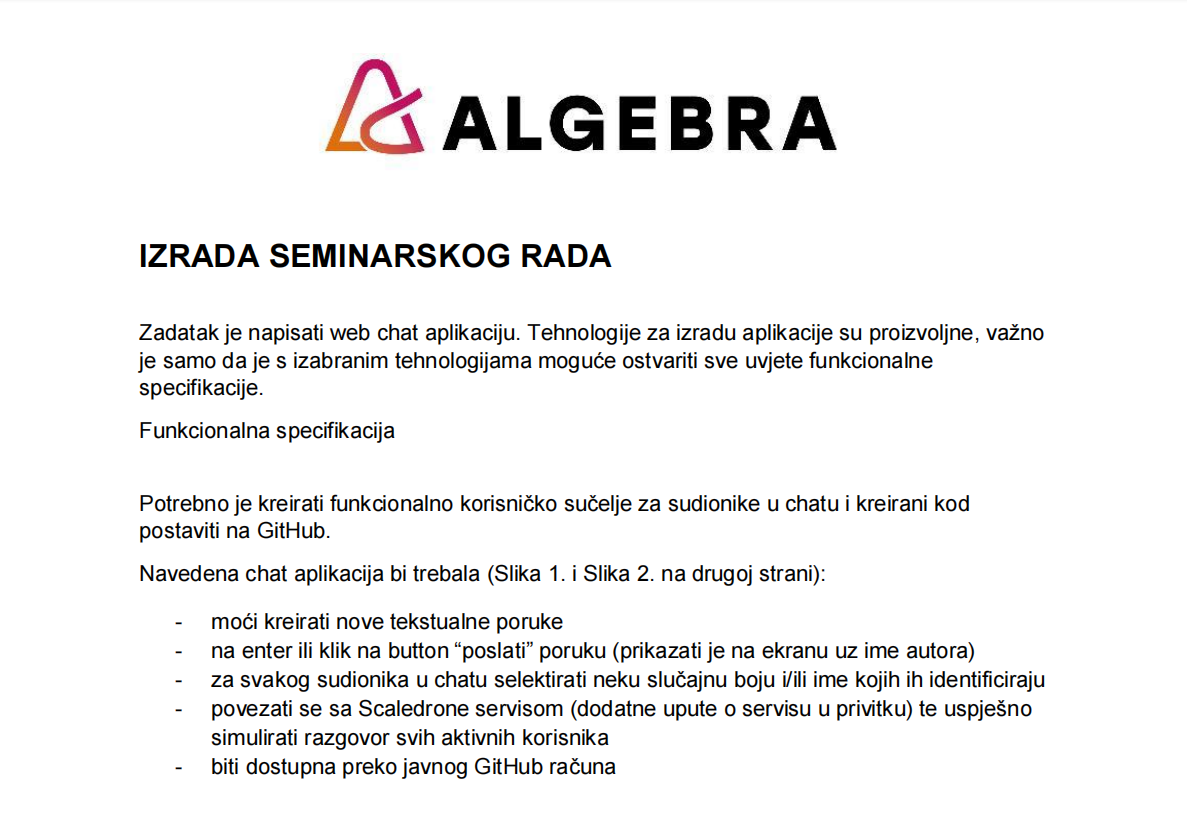 ALGEBRA
IZRADA SEMINARSKOG RADA
Zadatak je napisati web chat aplikaciju. Tehnologije za izradu aplikacije su proizvoljne, važno
je samo da je s izabranim tehnologijama moguće ostvariti sve uvjete funkcionalne
specifikacije.
Funkcionalna specifikacija
Potrebno je kreirati funkcionalno korisničko sučelje za sudionike u chatu i kreirani kod
postaviti na GitHub.
Navedena chat aplikacija bi trebala (Slika 1. i Slika 2. na drugoj strani):
- moći kreirati nove tekstualne poruke
- na enter ili klik na button “poslati” poruku (prikazati je na ekranu uz ime autora)
- za svakog sudionika u chatu selektirati neku slučajnu boju i/ili ime kojih ih identificiraju
- povezati se sa Scaledrone servisom (dodatne upute o servisu u privitku) te uspješno
simulirati razgovor svih aktivnih korisnika
- biti dostupna preko javnog GitHub računa